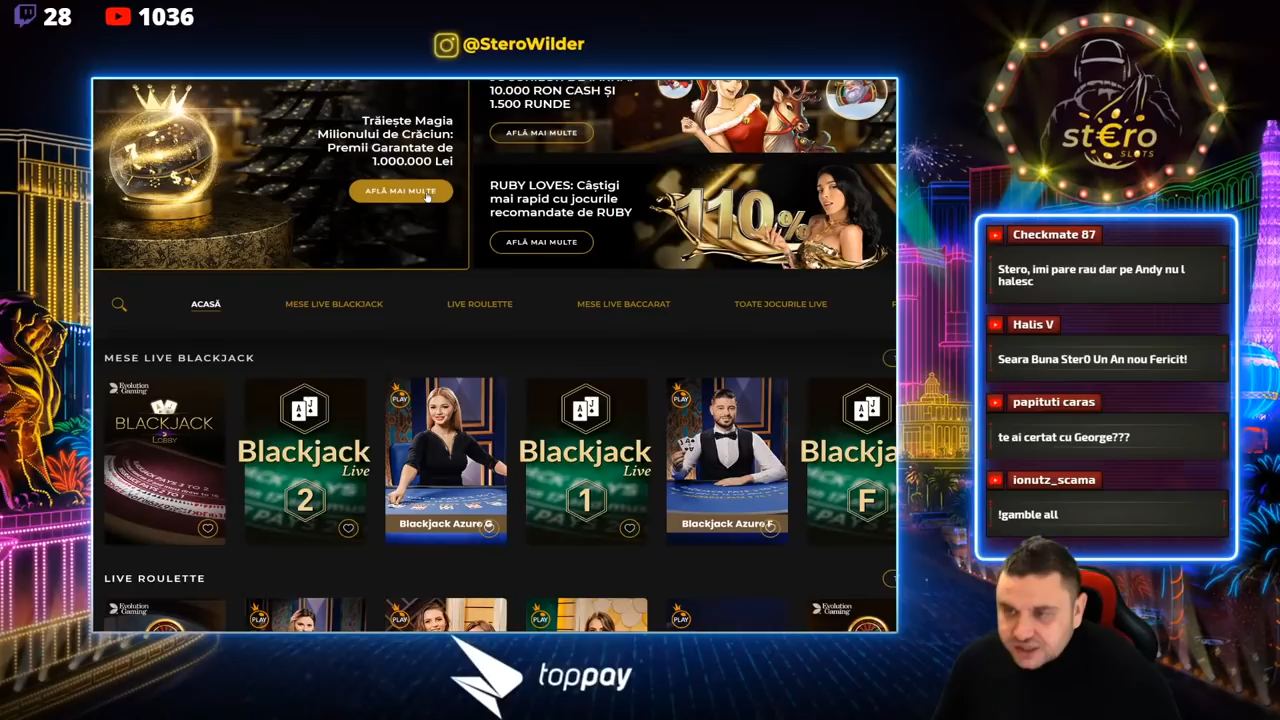 28
1036
@SteroWilder
Trăiește Magia
Milionului de Crăciun:
Premii Garantate de
1.000.000 Lei
AFLĂ MAI MULTE
10.000 RON CASH ȘI
1.500 RUNDE
AFLĂ MAI MULTE
RUBY LOVES: Câștigi
mai rapid cu jocurile
recomandate de RUBY
AFLĂ MAI MULTE
110%
ACASĂ
MESE LIVE BLACKJACK
LIVE ROULETTE
MESE LIVE BACCARAT
TOATE JOCURILE LIVE
MESE LIVE BLACKJACK
Evolution
Gaming
BLACKJACK
LOBBY
BLACKJACK PAYS 3 TO 2
Blackjack
Live
2
PLAY
Blackjack Azure G
Blackjack
Live
1
PLAY
Blackjack Azure F
Blackja
F
LIVE ROULETTE
Evolution
Gaming
PLAY
PLAY
PLAY
PLAY
Evolution
Gaming
toppay
st€ro
SLOTS
Checkmate 87
Stero, imi pare rau dar pe Andy nu l
halesc
Halis V
Seara Buna Ster0 Un An nou Fericit!
papituti caras
te ai certat cu George???
ionutz_scama
!gamble all